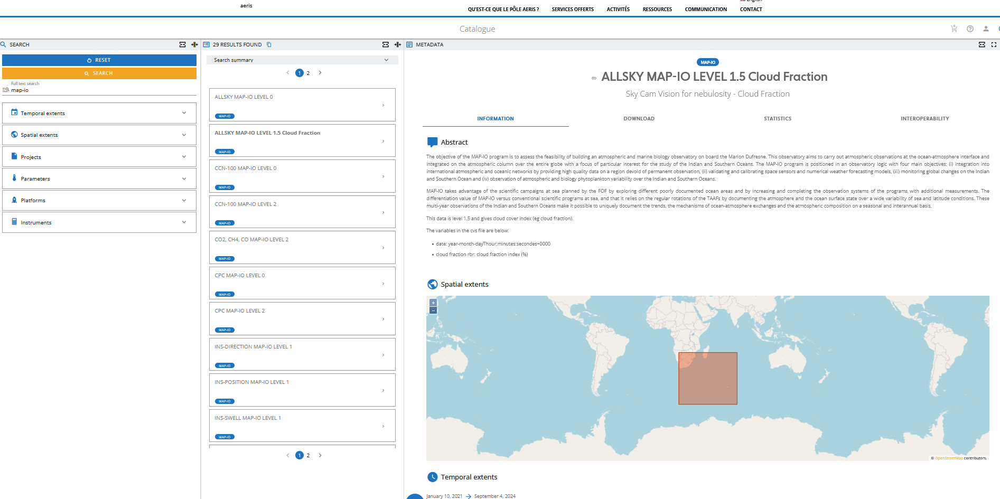 aeris
English
QU'EST-CE QUE LE PÔLE AERIS ?
SERVICES OFFERTS
ACTIVITÉS
RESSOURCES
COMMUNICATION
CONTACT
Catalogue
SEARCH
RESET
SEARCH
Full text search
map-io
Temporal extents
Spatial extents
Projects
Parameters
Platforms
Instruments
29 RESULTS FOUND
Search summary
1 2
ALLSKY MAP-IO LEVEL 0
MAP-IO
ALLSKY MAP-IO LEVEL 1.5 Cloud Fraction
MAP-IO
CCN-100 MAP-IO LEVEL 0
MAP-IO
CCN-100 MAP-IO LEVEL 2
MAP-IO
CO2, CH4, CO MAP-IO LEVEL 2
MAP-IO
CPC MAP-IO LEVEL 0
MAP-IO
CPC MAP-IO LEVEL 2
MAP-IO
INS-DIRECTION MAP-IO LEVEL 1
MAP-IO
INS-POSITION MAP-IO LEVEL 1
MAP-IO
INS-SWELL MAP-IO LEVEL 1
MAP-IO
1 2
METADATA
MAP-IO
ALLSKY MAP-IO LEVEL 1.5 Cloud Fraction
Sky Cam Vision for nebulosity - Cloud Fraction
INFORMATION
DOWNLOAD
STATISTICS
INTEROPERABILITY
Abstract
The objective of the MAP-IO program is to assess the feasibility of building an atmospheric and marine biology observatory on board the Marion Dufresne. This observatory aims to carry out atmospheric observations at the ocean-atmosphere interface and
integrated on the atmospheric column over the entire globe with a focus of particular interest for the study of the Indian and Southern Oceans. The MAP-IO program is positioned in an observatory logic with four main objectives; (i) integration into
international atmospheric and oceanic networks by providing high quality data on a region devoid of permanent observation, (ii) validating and calibrating space sensors and numerical weather forecasting models, (iii) monitoring global changes on the Indian
and Southern Ocean and (iv) observation of atmospheric and biology phytoplankton variability over the Indian and Southern Oceans.
MAP-IO takes advantage of the scientific campaigns at sea planned by the FOF by exploring different poorly documented ocean areas and by increasing and completing the observation systems of the programs with additional measurements. The
differentiation value of MAP-IO versus conventional scientific programs at sea, and that it relies on the regular rotations of the TAAFs by documenting the atmosphere and the ocean surface state over a wide variability of sea and latitude conditions. These
multi-year observations of the Indian and Southern Oceans make it possible to uniquely document the trends, the mechanisms of ocean-atmosphere exchanges and the atmospheric composition on a seasonal and interannual basis.
This data is level 1.5 and gives cloud cover index (eg cloud fraction).
The variables in the cvs file are below:
• date: year-month-dayThour:minutes:secondes+0000
• cloud fraction rbr: cloud fraction index (%)
Spatial extents
+
−
© OpenStreetMap contributors.
Temporal extents
January 10, 2021 → September 4, 2024